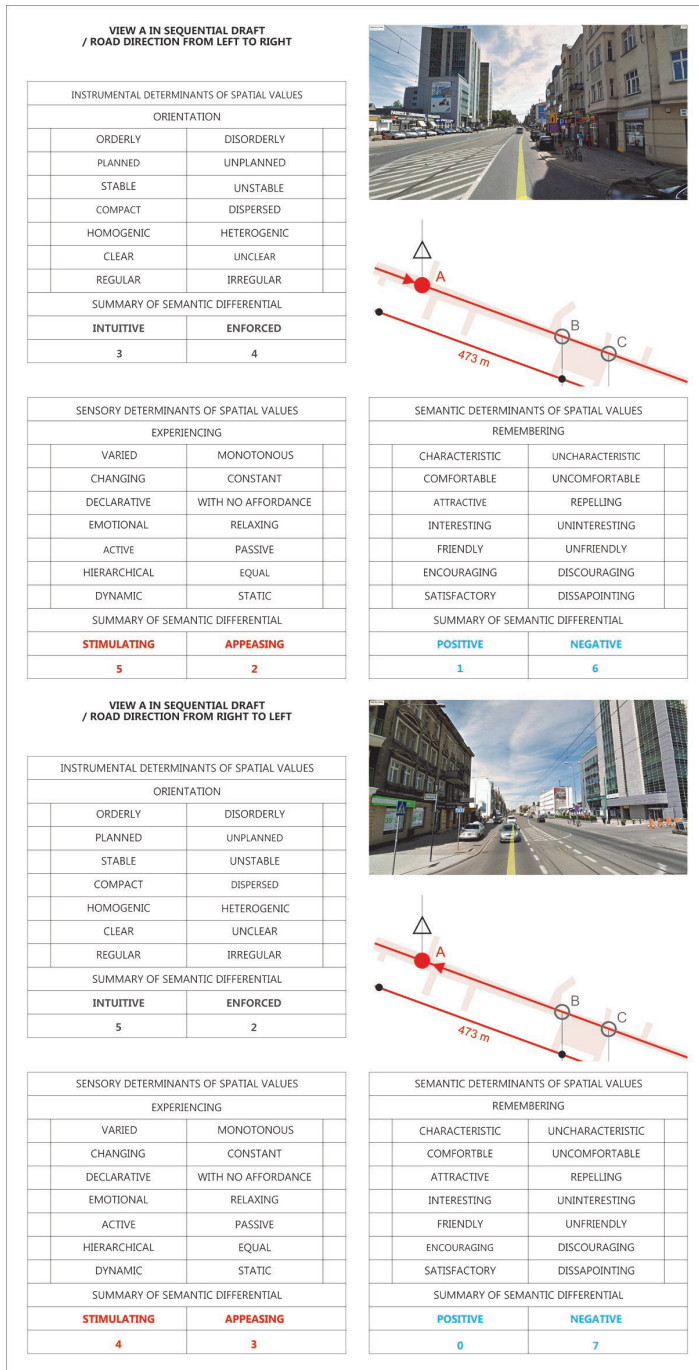 VIEW A IN SEQUENTIAL DRAFT
/ ROAD DIRECTION FROM LEFT TO RIGHT
INSTRUMENTAL DETERMINANTS OF SPATIAL VALUES
ORIENTATION
ORDERLY DISORDERLY
PLANNED UNPLANNED
STABLE UNSTABLE
COMPACT DISPERSED
HOMOGENIC HETEROGENIC
CLEAR UNCLEAR
REGULAR IRREGULAR
SUMMARY OF SEMANTIC DIFFERENTIAL
INTUITIVE ENFORCED
3 4
A
B
C
473 m
SENSORY DETERMINANTS OF SPATIAL VALUES
EXPERIENCING
VARIED MONOTONOUS
CHANGING CONSTANT
DECLARATIVE WITH NO AFFORDANCE
EMOTIONAL RELAXING
ACTIVE PASSIVE
HIERARCHICAL EQUAL
DYNAMIC STATIC
SUMMARY OF SEMANTIC DIFFERENTIAL
STIMULATING APPEASING
5 2
SEMANTIC DETERMINANTS OF SPATIAL VALUES
REMEMBERING
CHARACTERISTIC UNCHARACTERISTIC
COMFORTABLE UNCOMFORTABLE
ATTRACTIVE REPELLING
INTERESTING UNINTERESTING
FRIENDLY UNFRIENDLY
ENCOURAGING DISCOURAGING
SATISFACTORY DISSAPOINTING
SUMMARY OF SEMANTIC DIFFERENTIAL
POSITIVE NEGATIVE
1 6
VIEW A IN SEQUENTIAL DRAFT
/ ROAD DIRECTION FROM RIGHT TO LEFT
INSTRUMENTAL DETERMINANTS OF SPATIAL VALUES
ORIENTATION
ORDERLY DISORDERLY
PLANNED UNPLANNED
STABLE UNSTABLE
COMPACT DISPERSED
HOMOGENIC HETEROGENIC
CLEAR UNCLEAR
REGULAR IRREGULAR
SUMMARY OF SEMANTIC DIFFERENTIAL
INTUITIVE ENFORCED
5 2
A
B
C
473 m
SENSORY DETERMINANTS OF SPATIAL VALUES
EXPERIENCING
VARIED MONOTONOUS
CHANGING CONSTANT
DECLARATIVE WITH NO AFFORDANCE
EMOTIONAL RELAXING
ACTIVE PASSIVE
HIERARCHICAL EQUAL
DYNAMIC STATIC
SUMMARY OF SEMANTIC DIFFERENTIAL
STIMULATING APPEASING
4 3
SEMANTIC DETERMINANTS OF SPATIAL VALUES
REMEMBERING
CHARACTERISTIC UNCHARACTERISTIC
COMFORTBLE UNCOMFORTABLE
ATTRACTIVE REPELLING
INTERESTING UNINTERESTING
FRIENDLY UNFRIENDLY
ENCOURAGING DISCOURAGING
SATISFACTORY DISSAPOINTING
SUMMARY OF SEMANTIC DIFFERENTIAL
POSITIVE NEGATIVE
0 7